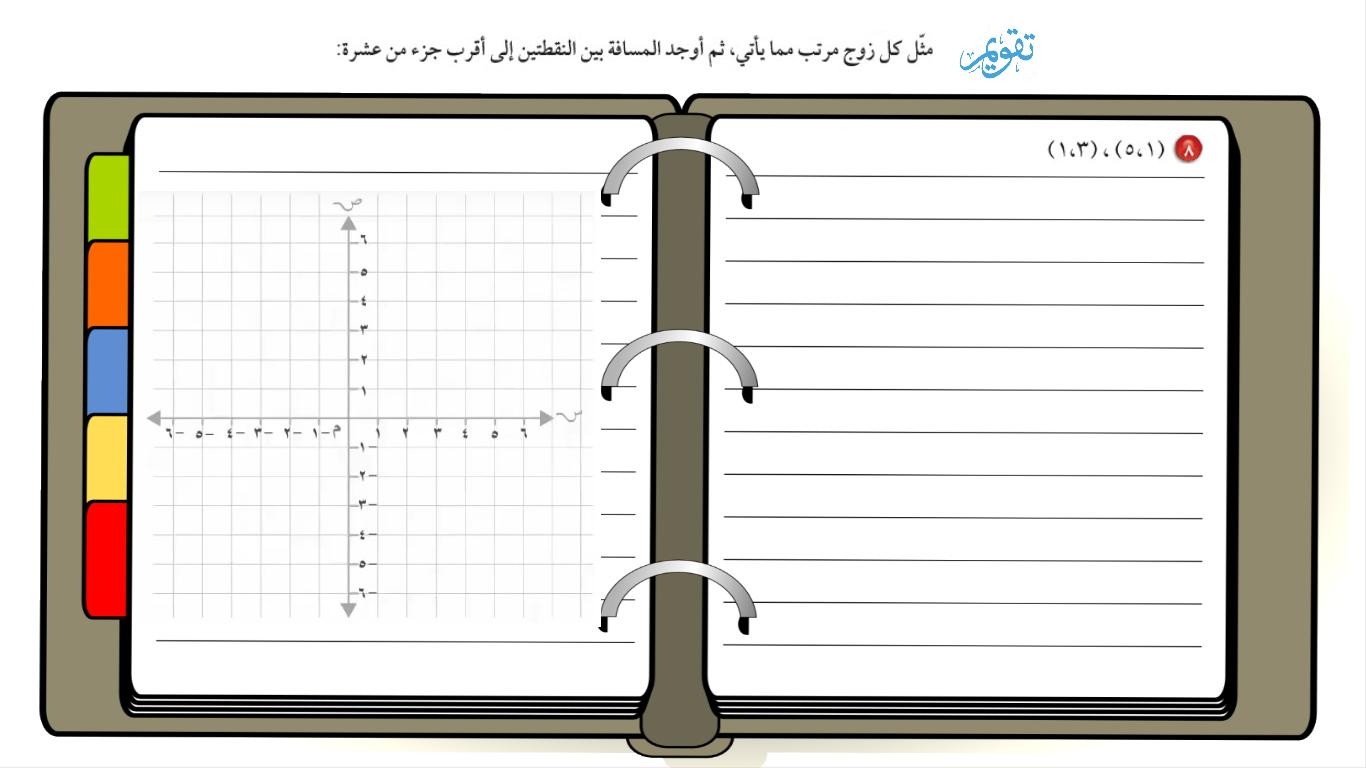 تقويم
مثّل كل زوج مرتب مما يأتي، ثم أوجد المسافة بين النقطتين إلى أقرب جزء من عشرة:
٨ (١،٥) ، (٣،١)
ص
٦
٥
٤
٣
٢
١
س
٦- ٥- ٤- ٣- ٢- ١- م ١ ٢ ٣ ٤ ٥ ٦
١-
٢-
٣-
٤-
٥-
٦-